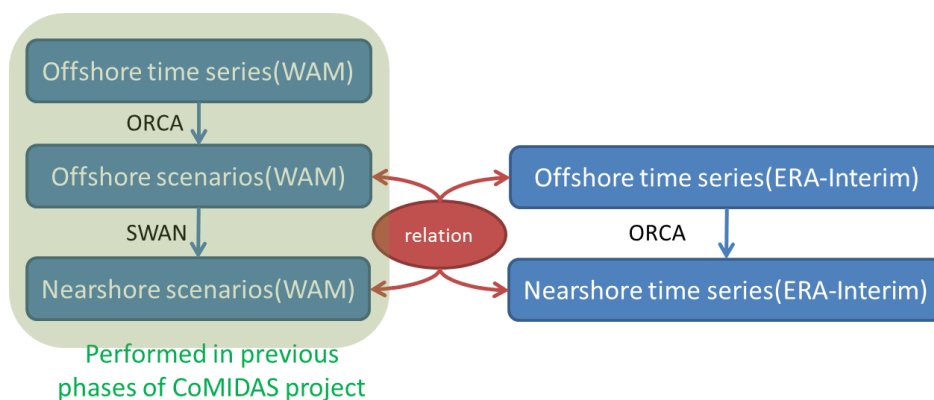 Offshore time series(WAM)
ORCA
Offshore scenarios(WAM)
SWAN
Nearshore scenarios(WAM)
Performed in previous
phases of CoMIDAS project
relation
Offshore time series(ERA-Interim)
ORCA
Nearshore time series(ERA-Interim)